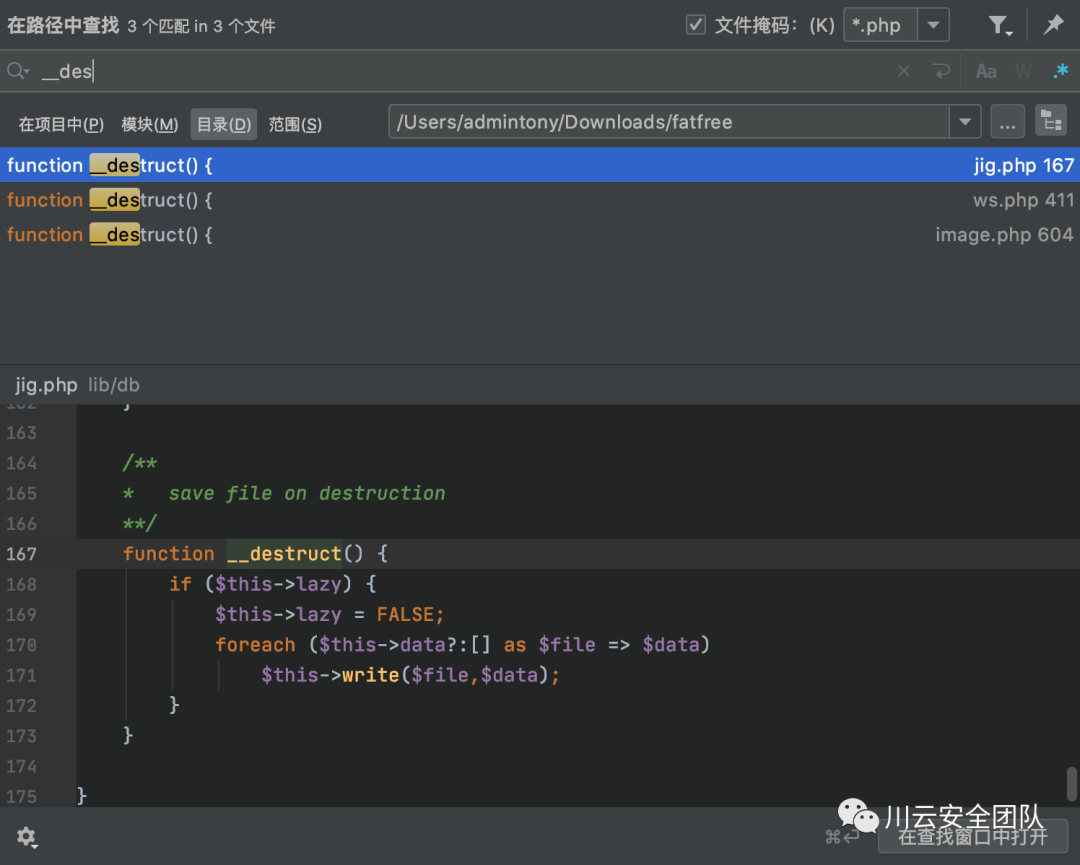 在路径中查找 3 个匹配 in 3 个文件 文件掩码：(K) *.php
__des Aa W .*
在项目中(P) 模块(M) 目录(D) 范围(S) /Users/admintony/Downloads/fatfree ...
function __destruct() { jig.php 167
function __destruct() { ws.php 411
function __destruct() { image.php 604
jig.php lib/db
162 }
163
164 /**
165 * save file on destruction
166 **/
167 function __destruct() {
168 if ($this->lazy) {
169 $this->lazy = FALSE;
170 foreach ($this->data?:[] as $file => $data)
171 $this->write($file,$data);
172 }
173 }
174
175 }
川云安全团队
⌘↩ 在查找窗口中打开